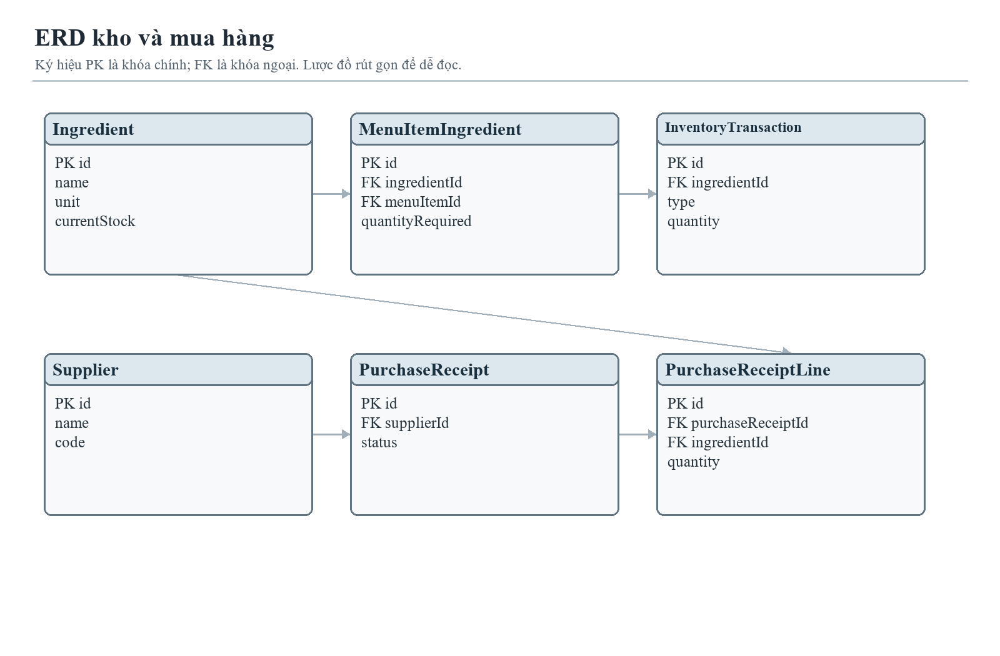 ERD kho và mua hàng
Ký hiệu PK là khóa chính; FK là khóa ngoại. Lược đồ rút gọn để dễ đọc.
Ingredient
PK id
name
unit
currentStock
MenuItemIngredient
PK id
FK ingredientId
FK menuItemId
quantityRequired
InventoryTransaction
PK id
FK ingredientId
type
quantity
Supplier
PK id
name
code
PurchaseReceipt
PK id
FK supplierId
status
PurchaseReceiptLine
PK id
FK purchaseReceiptId
FK ingredientId
quantity